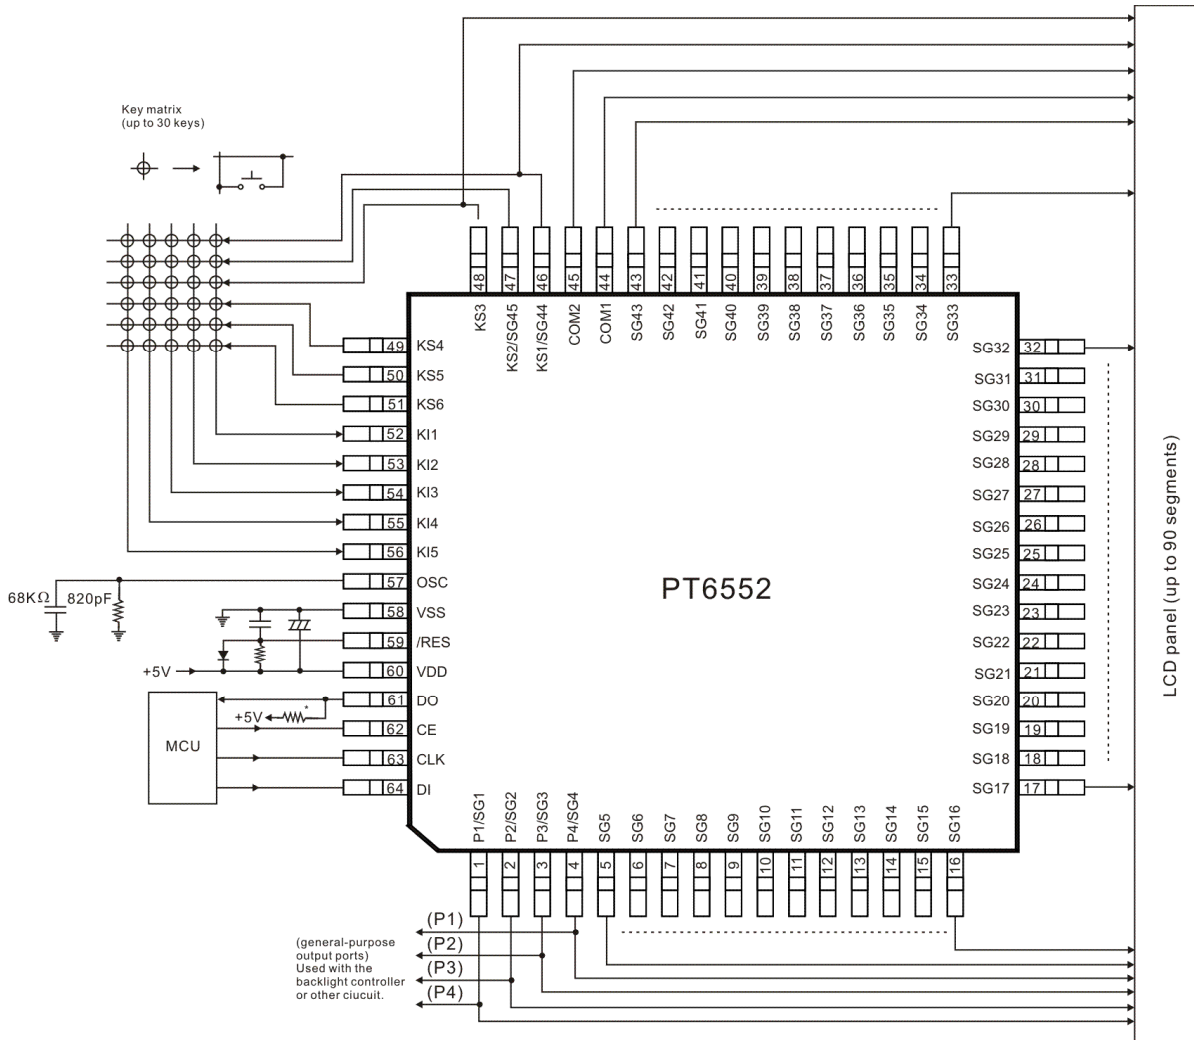 Key matrix
(up to 30 keys)
48
47
46
45
44
43
42
41
40
39
38
37
36
35
34
33
KS3
KS2/SG45
KS1/SG44
COM2
COM1
SG43
SG42
SG41
SG40
SG39
SG38
SG37
SG36
SG35
SG34
SG33
49 KS4
50 KS5
51 KS6
52 KI1
53 KI2
54 KI3
55 KI4
56 KI5
57 OSC
58 VSS
59 /RES
60 VDD
61 DO
62 CE
63 CLK
64 DI
68KΩ
820pF
+5V
+5V
*
MCU
PT6552
SG32 32
SG31 31
SG30 30
SG29 29
SG28 28
SG27 27
SG26 26
SG25 25
SG24 24
SG23 23
SG22 22
SG21 21
SG20 20
SG19 19
SG18 18
SG17 17
LCD panel (up to 90 segments)
P1/SG1
P2/SG2
P3/SG3
P4/SG4
SG5
SG6
SG7
SG8
SG9
SG10
SG11
SG12
SG13
SG14
SG15
SG16
1
2
3
4
5
6
7
8
9
10
11
12
13
14
15
16
(P1)
(P2)
(P3)
(P4)
(general-purpose
output ports)
Used with the
backlight controller
or other ciucuit.